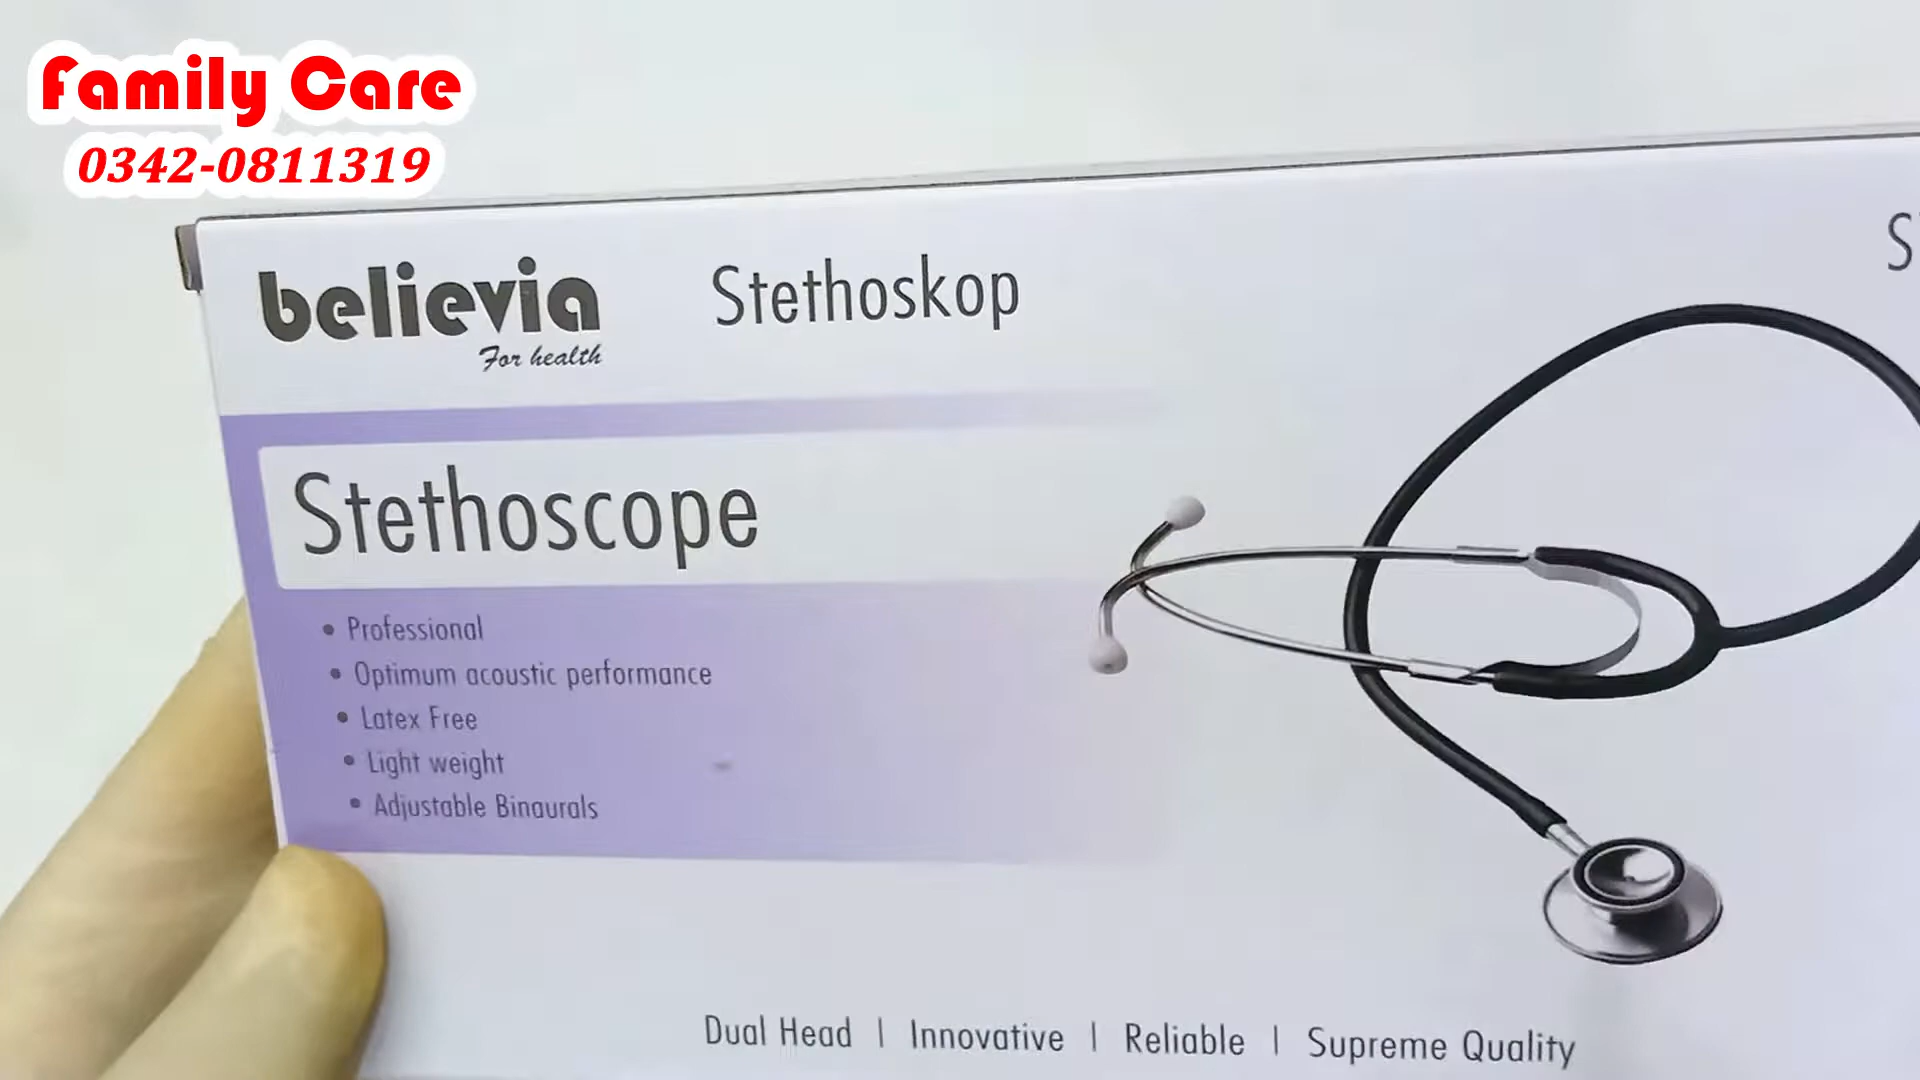 Family Care
0342-0811319
believia
For health
Stethoskop
Stethoscope
• Professional
• Optimum acoustic performance
• Latex Free
• Light weight
• Adjustable Binaurals
Dual Head | Innovative | Reliable | Supreme Quality